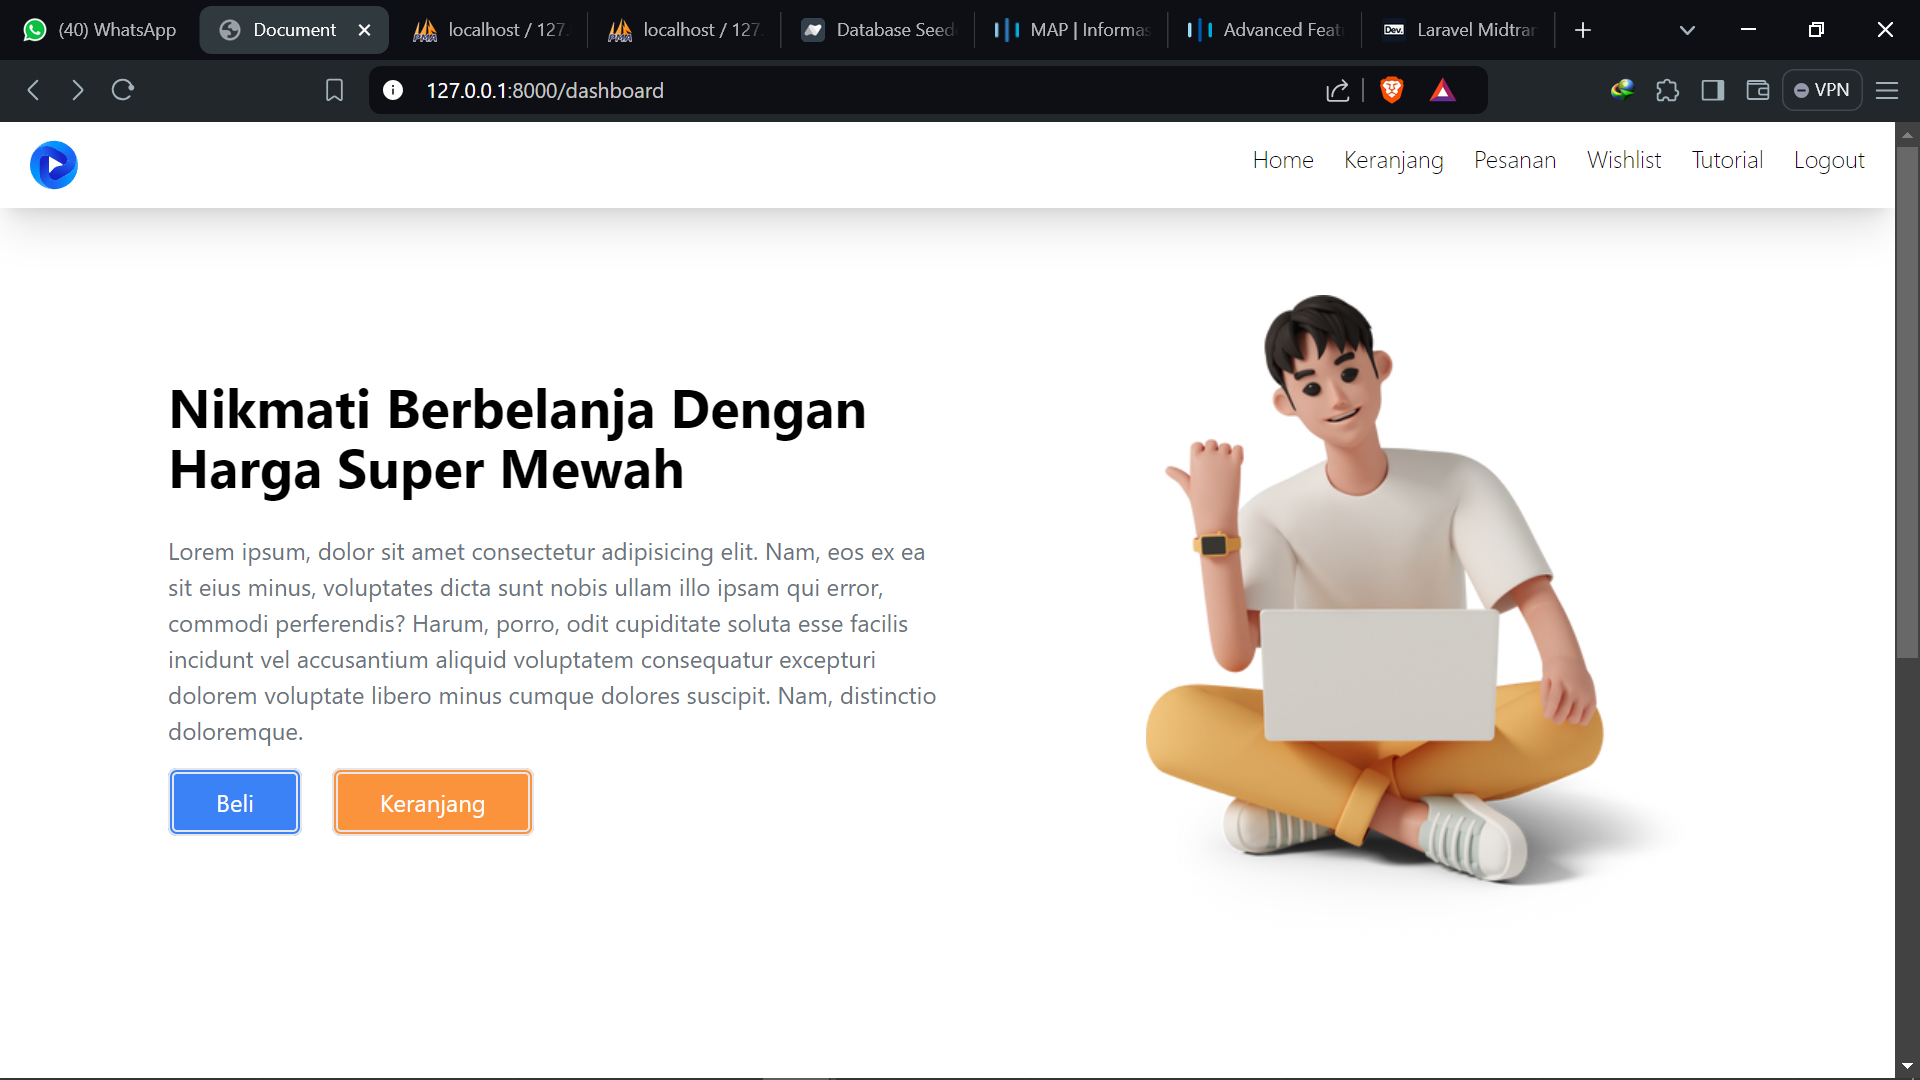 (40) WhatsApp
Document
localhost / 127.
localhost / 127.
Database Seed
MAP | Informas
Advanced Feat
Dev.
Laravel Midtran
127.0.0.1:8000/dashboard
VPN
Home
Keranjang
Pesanan
Wishlist
Tutorial
Logout
Nikmati Berbelanja Dengan
Harga Super Mewah
Lorem ipsum, dolor sit amet consectetur adipisicing elit. Nam, eos ex ea
sit eius minus, voluptates dicta sunt nobis ullam illo ipsam qui error,
commodi perferendis? Harum, porro, odit cupiditate soluta esse facilis
incidunt vel accusantium aliquid voluptatem consequatur excepturi
dolorem voluptate libero minus cumque dolores suscipit. Nam, distinctio
doloremque.
Beli
Keranjang